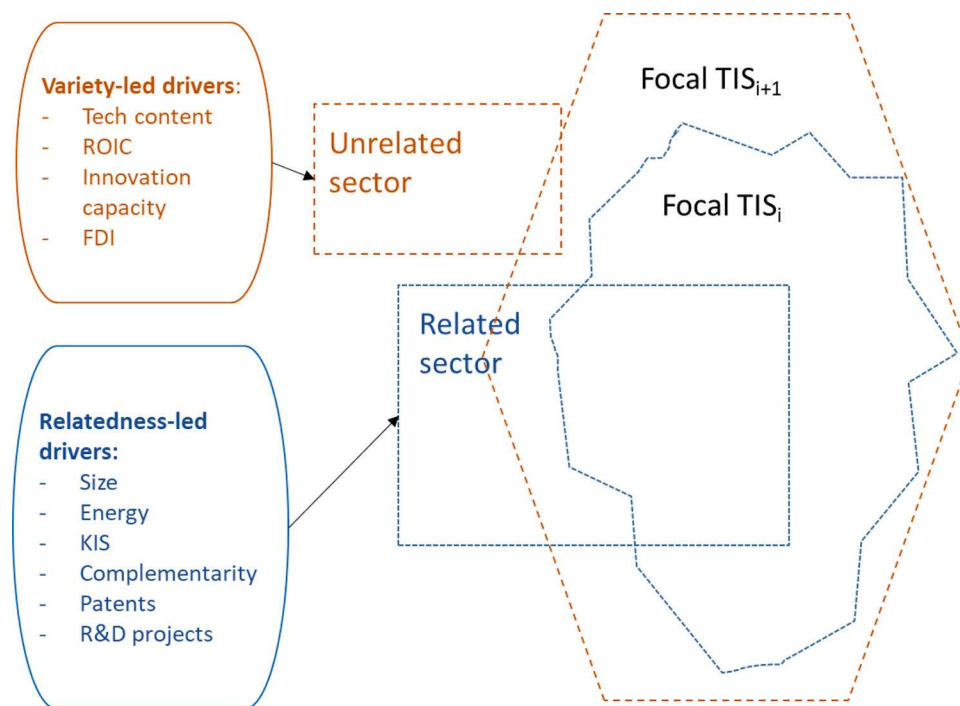 Variety-led drivers:
- Tech content
- ROIC
- Innovation
capacity
- FDI
Unrelated
sector
Focal TISi+1
Focal TISi
Related
sector
Relatedness-led
drivers:
- Size
- Energy
- KIS
- Complementarity
- Patents
- R&D projects